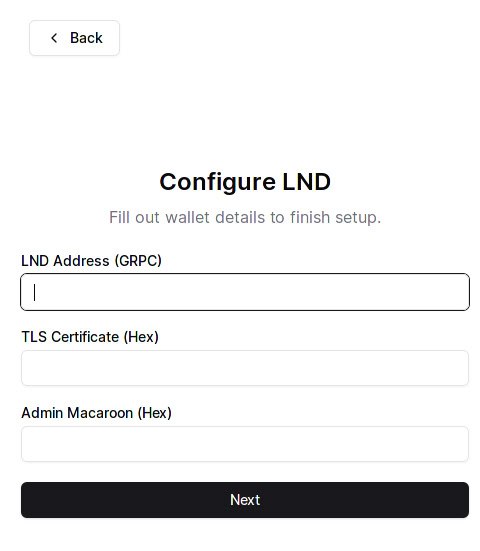 Back
Configure LND
Fill out wallet details to finish setup.
LND Address (GRPC)
TLS Certificate (Hex)
Admin Macaroon (Hex)
Next